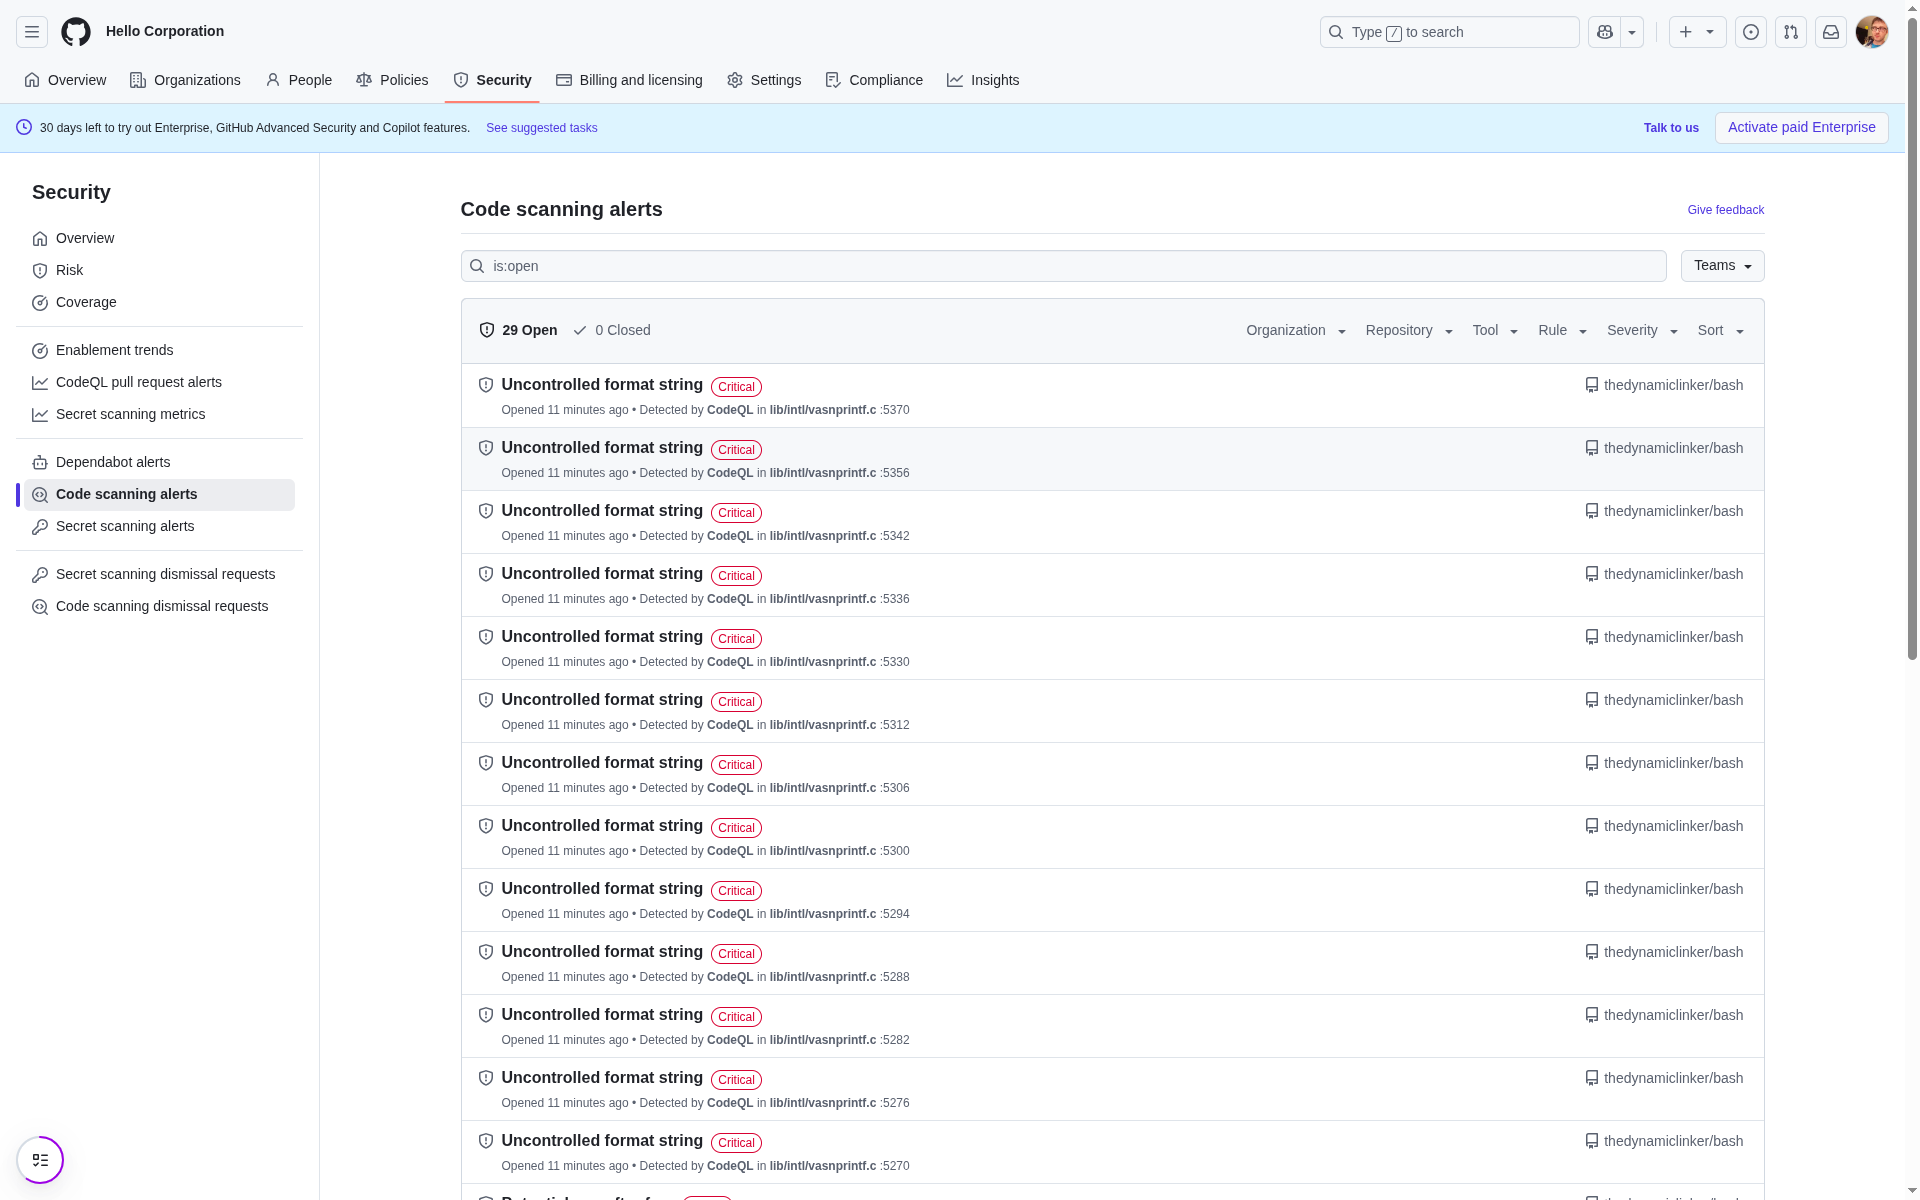 Hello Corporation
Type / to search
Overview Organizations People Policies Security Billing and licensing Settings Compliance Insights
30 days left to try out Enterprise, GitHub Advanced Security and Copilot features. See suggested tasks Talk to us Activate paid Enterprise
Security
Overview
Risk
Coverage
Enablement trends
CodeQL pull request alerts
Secret scanning metrics
Dependabot alerts
Code scanning alerts
Secret scanning alerts
Secret scanning dismissal requests
Code scanning dismissal requests
Code scanning alerts Give feedback
is:open Teams
29 Open 0 Closed Organization Repository Tool Rule Severity Sort
Uncontrolled format string Critical thedynamiclinker/bash
Opened 11 minutes ago • Detected by CodeQL in lib/intl/vasnprintf.c :5370
Uncontrolled format string Critical thedynamiclinker/bash
Opened 11 minutes ago • Detected by CodeQL in lib/intl/vasnprintf.c :5356
Uncontrolled format string Critical thedynamiclinker/bash
Opened 11 minutes ago • Detected by CodeQL in lib/intl/vasnprintf.c :5342
Uncontrolled format string Critical thedynamiclinker/bash
Opened 11 minutes ago • Detected by CodeQL in lib/intl/vasnprintf.c :5336
Uncontrolled format string Critical thedynamiclinker/bash
Opened 11 minutes ago • Detected by CodeQL in lib/intl/vasnprintf.c :5330
Uncontrolled format string Critical thedynamiclinker/bash
Opened 11 minutes ago • Detected by CodeQL in lib/intl/vasnprintf.c :5312
Uncontrolled format string Critical thedynamiclinker/bash
Opened 11 minutes ago • Detected by CodeQL in lib/intl/vasnprintf.c :5306
Uncontrolled format string Critical thedynamiclinker/bash
Opened 11 minutes ago • Detected by CodeQL in lib/intl/vasnprintf.c :5300
Uncontrolled format string Critical thedynamiclinker/bash
Opened 11 minutes ago • Detected by CodeQL in lib/intl/vasnprintf.c :5294
Uncontrolled format string Critical thedynamiclinker/bash
Opened 11 minutes ago • Detected by CodeQL in lib/intl/vasnprintf.c :5288
Uncontrolled format string Critical thedynamiclinker/bash
Opened 11 minutes ago • Detected by CodeQL in lib/intl/vasnprintf.c :5282
Uncontrolled format string Critical thedynamiclinker/bash
Opened 11 minutes ago • Detected by CodeQL in lib/intl/vasnprintf.c :5276
Uncontrolled format string Critical thedynamiclinker/bash
Opened 11 minutes ago • Detected by CodeQL in lib/intl/vasnprintf.c :5270